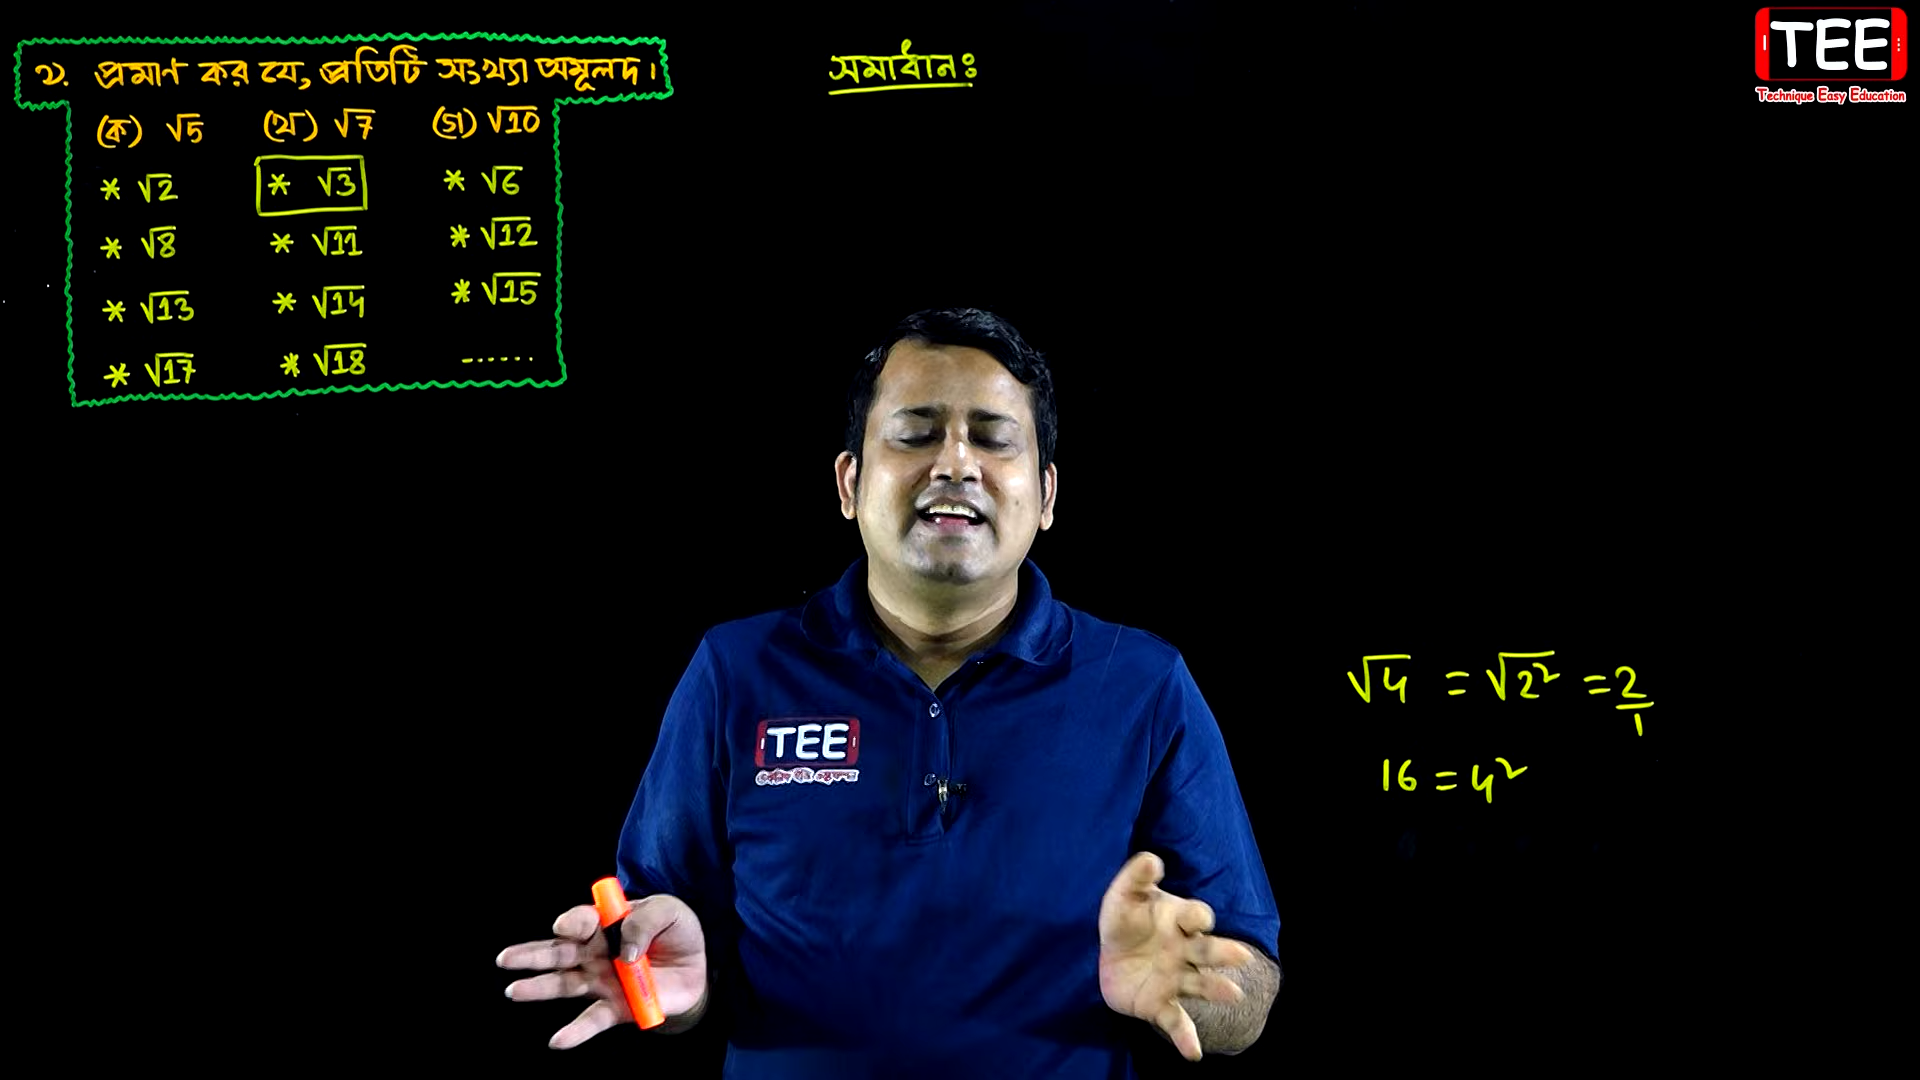 ১. প্রমাণ কর যে, প্রতিটি সংখ্যা অমূলদ।
(ক) √5 (খ) √7 (গ) √10
* √2 * √3 * √6
* √8 * √11 * √12
* √13 * √14 * √15
* √17 * √18 ......
সমাধানঃ
TEE
Technique Easy Education
TEE
√4 = √2² = 2/1
16 = 4²